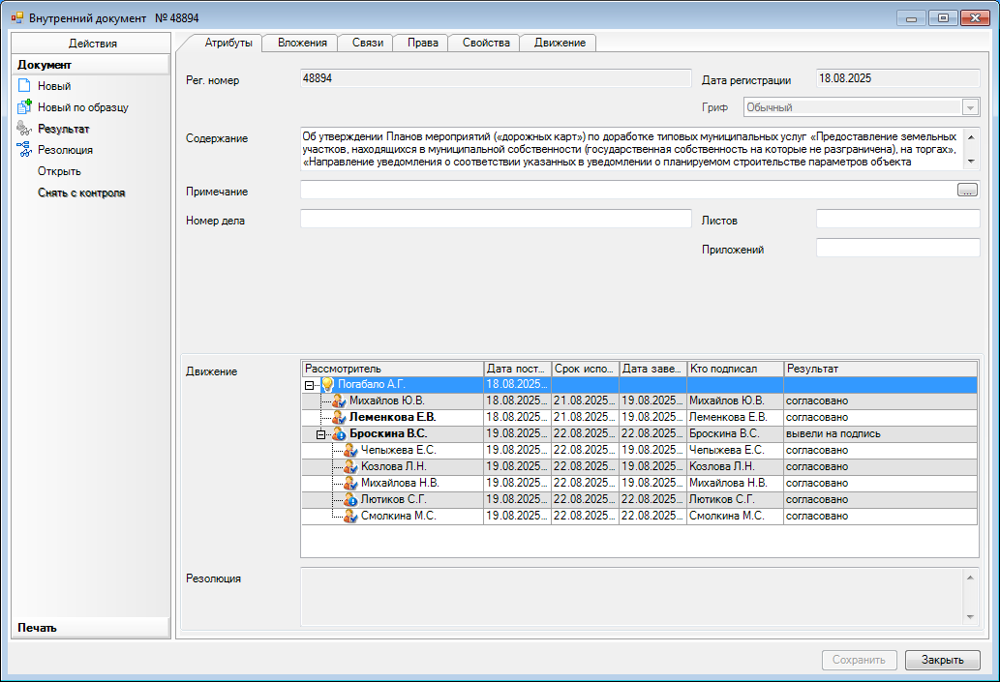 Внутренний документ № 48894
Действия
Документ
Новый
Новый по образцу
Результат
Резолюция
Открыть
Снять с контроля
Печать
Атрибуты Вложения Связи Права Свойства Движение
Рег. номер 48894 Дата регистрации 18.08.2025
Гриф Обычный
Содержание
Об утверждении Планов мероприятий («дорожных карт») по доработке типовых муниципальных услуг «Предоставление земельных
участков, находящихся в муниципальной собственности (государственная собственность на которые не разграничена), на торгах»,
«Направление уведомления о соответствии указанных в уведомлении о планируемом строительстве параметров объекта
Примечание ...
Номер дела Листов
Приложений
Движение
Рассмотритель Дата пост... Срок испо... Дата заве... Кто подписал Результат
Погабало А.Г. 18.08.2025...
Михайлов Ю.В. 18.08.2025... 21.08.2025... 19.08.2025... Михайлов Ю.В. согласовано
Леменкова Е.В. 18.08.2025... 21.08.2025... 19.08.2025... Леменкова Е.В. согласовано
Броскина В.С. 19.08.2025... 22.08.2025... 22.08.2025... Броскина В.С. вывели на подпись
Чепыжева Е.С. 19.08.2025... 22.08.2025... 19.08.2025... Чепыжева Е.С. согласовано
Козлова Л.Н. 19.08.2025... 22.08.2025... 19.08.2025... Козлова Л.Н. согласовано
Михайлова Н.В. 19.08.2025... 22.08.2025... 19.08.2025... Михайлова Н.В. согласовано
Лютиков С.Г. 19.08.2025... 22.08.2025... 22.08.2025... Лютиков С.Г. согласовано
Смолкина М.С. 19.08.2025... 22.08.2025... 22.08.2025... Смолкина М.С. согласовано
Резолюция
Сохранить Закрыть